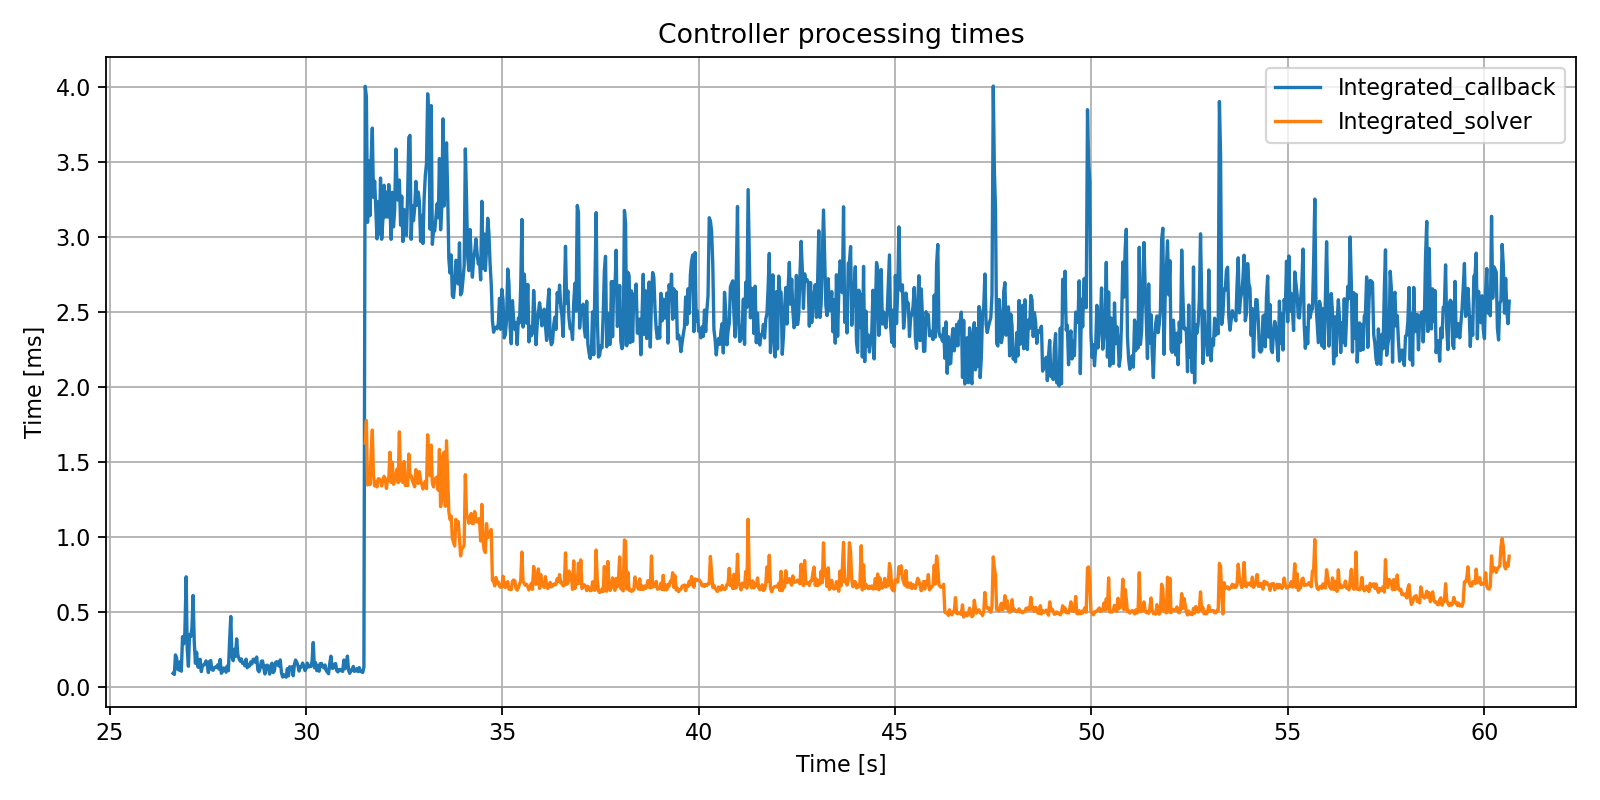 Controller processing times
Integrated_callback
Integrated_solver
Time [ms]
4.0
3.5
3.0
2.5
2.0
1.5
1.0
0.5
0.0
25 30 35 40 45 50 55 60
Time [s]